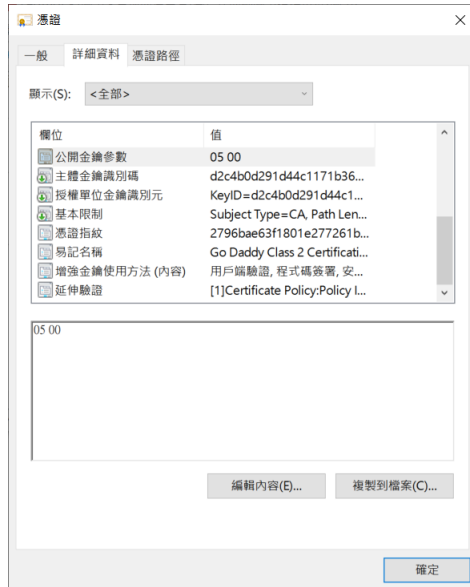 憑證
一般 詳細資料 憑證路徑
顯示(S): <全部>
欄位 值
公開金鑰參數 05 00
主體金鑰識別碼 d2c4b0d291d44c1171b36...
授權單位金鑰識別元 KeyID=d2c4b0d291d44c1...
基本限制 Subject Type=CA, Path Len...
憑證指紋 2796bae63f1801e277261b...
易記名稱 Go Daddy Class 2 Certificati...
增強金鑰使用方法 (內容) 用戶端驗證, 程式碼簽署, 安...
延伸驗證 [1]Certificate Policy:Policy I...
05 00
編輯內容(E)... 複製到檔案(C)...
確定